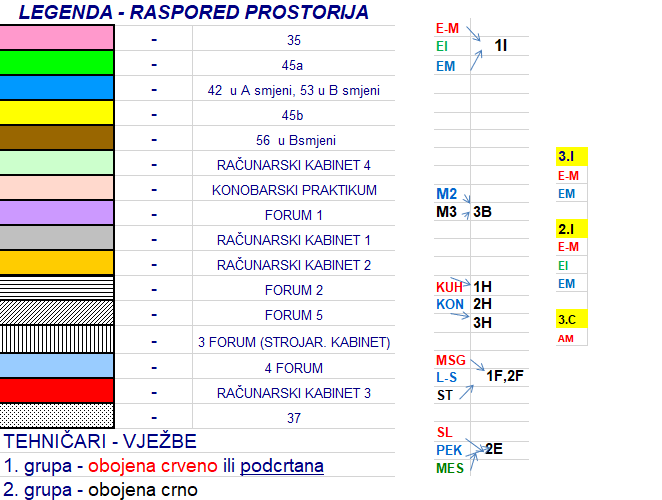 LEGENDA - RASPORED PROSTORIJA
- 35
- 45a
- 42 u A smjeni, 53 u B smjeni
- 45b
- 56 u Bsmjeni
- RAČUNARSKI KABINET 4
- KONOBARSKI PRAKTIKUM
- FORUM 1
- RAČUNARSKI KABINET 1
- RAČUNARSKI KABINET 2
- FORUM 2
- FORUM 5
- 3 FORUM (STROJAR. KABINET)
- 4 FORUM
- RAČUNARSKI KABINET 3
- 37
TEHNIČARI - VJEŽBE
1. grupa - obojena crveno ili podcrtana
2. grupa - obojena crno
E-M
EI 1I
EM
M2
M3 3B
KUH 1H
KON 2H
3H
MSG
L-S 1F,2F
ST
SL
PEK 2E
MES
3.I
E-M
EM
2.I
E-M
EI
EM
3.C
AM